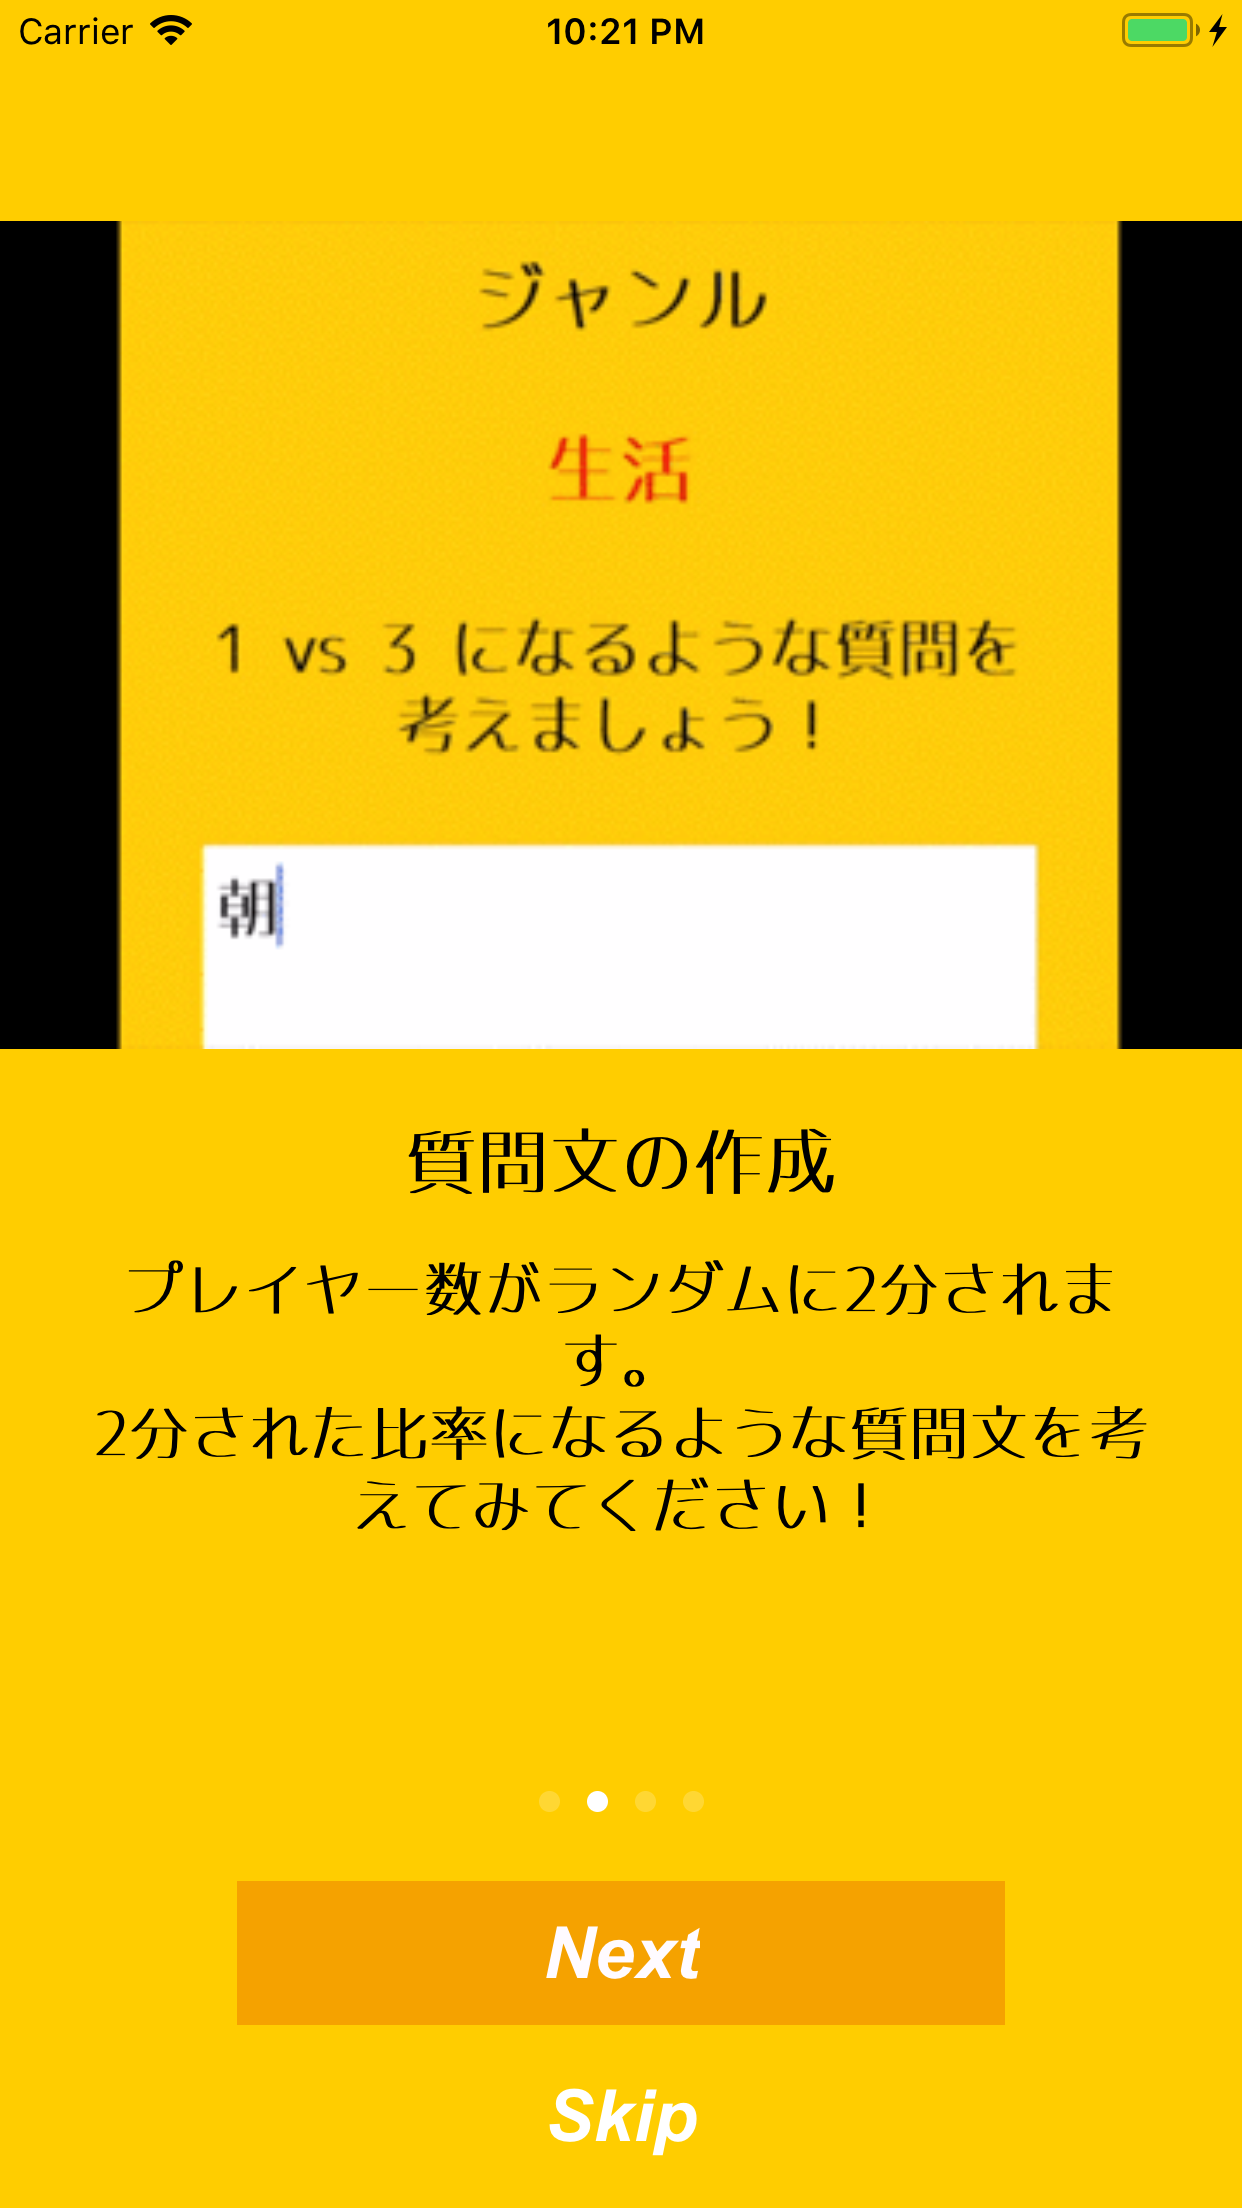 Carrier 10:21 PM
ジャンル
生活
1 vs 3 になるような質問を
考えましょう！
朝
質問文の作成
プレイヤー数がランダムに2分されま
す。
2分された比率になるような質問文を考
えてみてください！
Next
Skip